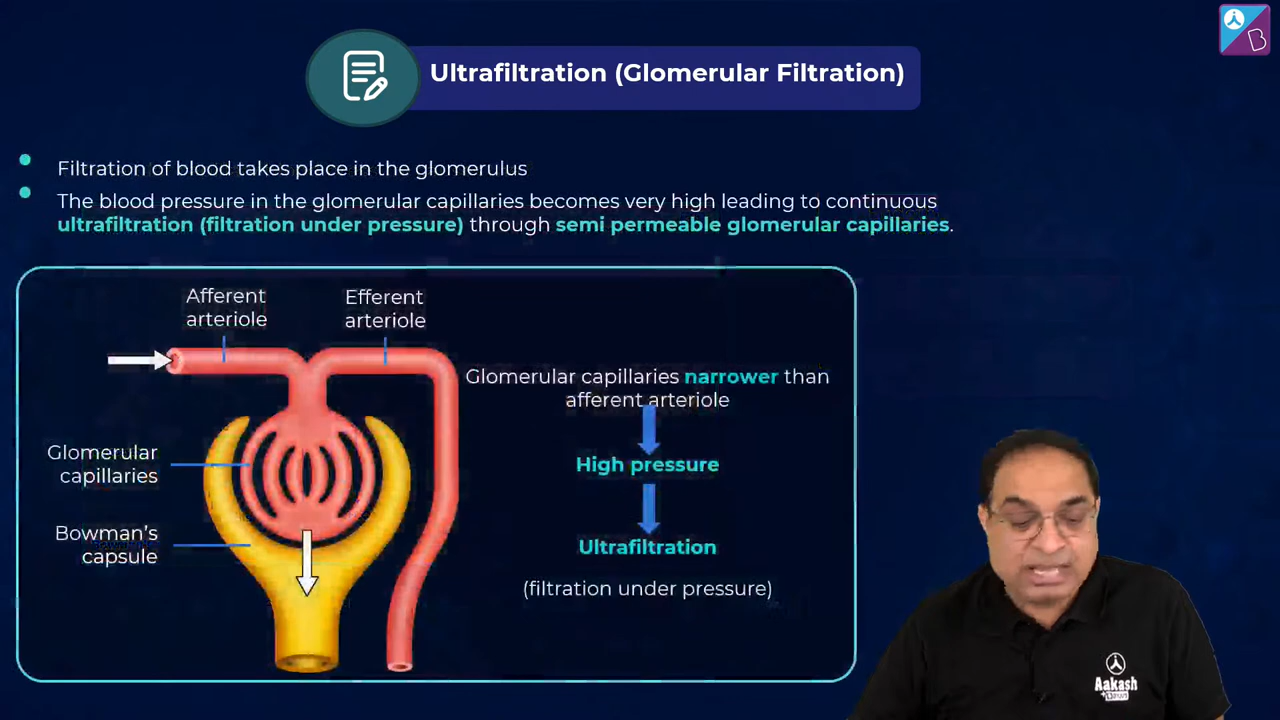 Ultrafiltration (Glomerular Filtration)
Filtration of blood takes place in the glomerulus
The blood pressure in the glomerular capillaries becomes very high leading to continuous
ultrafiltration (filtration under pressure) through semi permeable glomerular capillaries.
Afferent
arteriole
Efferent
arteriole
Glomerular capillaries narrower than
afferent arteriole
Glomerular
capillaries
High pressure
Bowman's
capsule
Ultrafiltration
(filtration under pressure)
Aakash